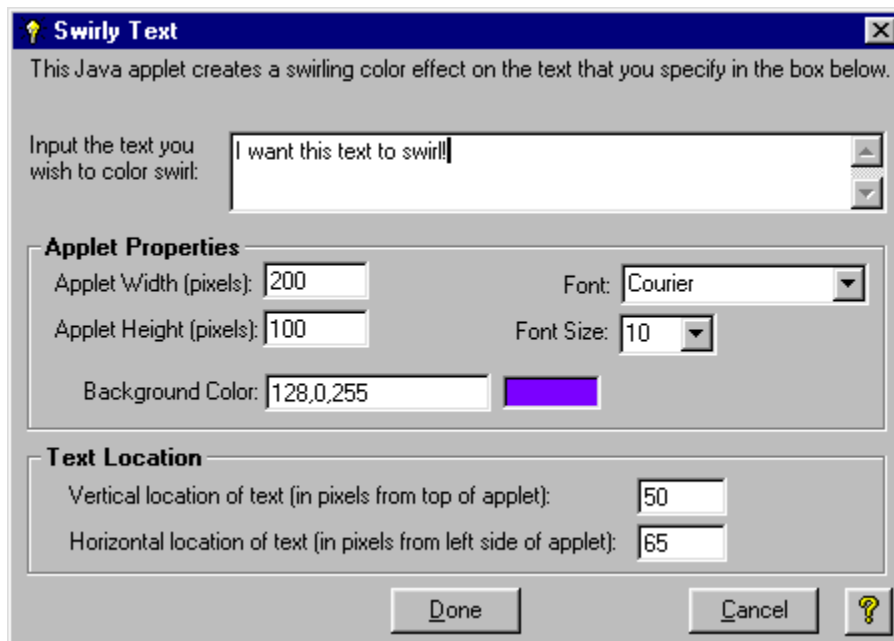 Swirly Text
This Java applet creates a swirling color effect on the text that you specify in the box below.
Input the text you
wish to color swirl:
I want this text to swirl!
Applet Properties
Applet Width (pixels): 200
Font: Courier
Applet Height (pixels): 100
Font Size: 10
Background Color: 128,0,255
Text Location
Vertical location of text (in pixels from top of applet): 50
Horizontal location of text (in pixels from left side of applet): 65
Done Cancel ?